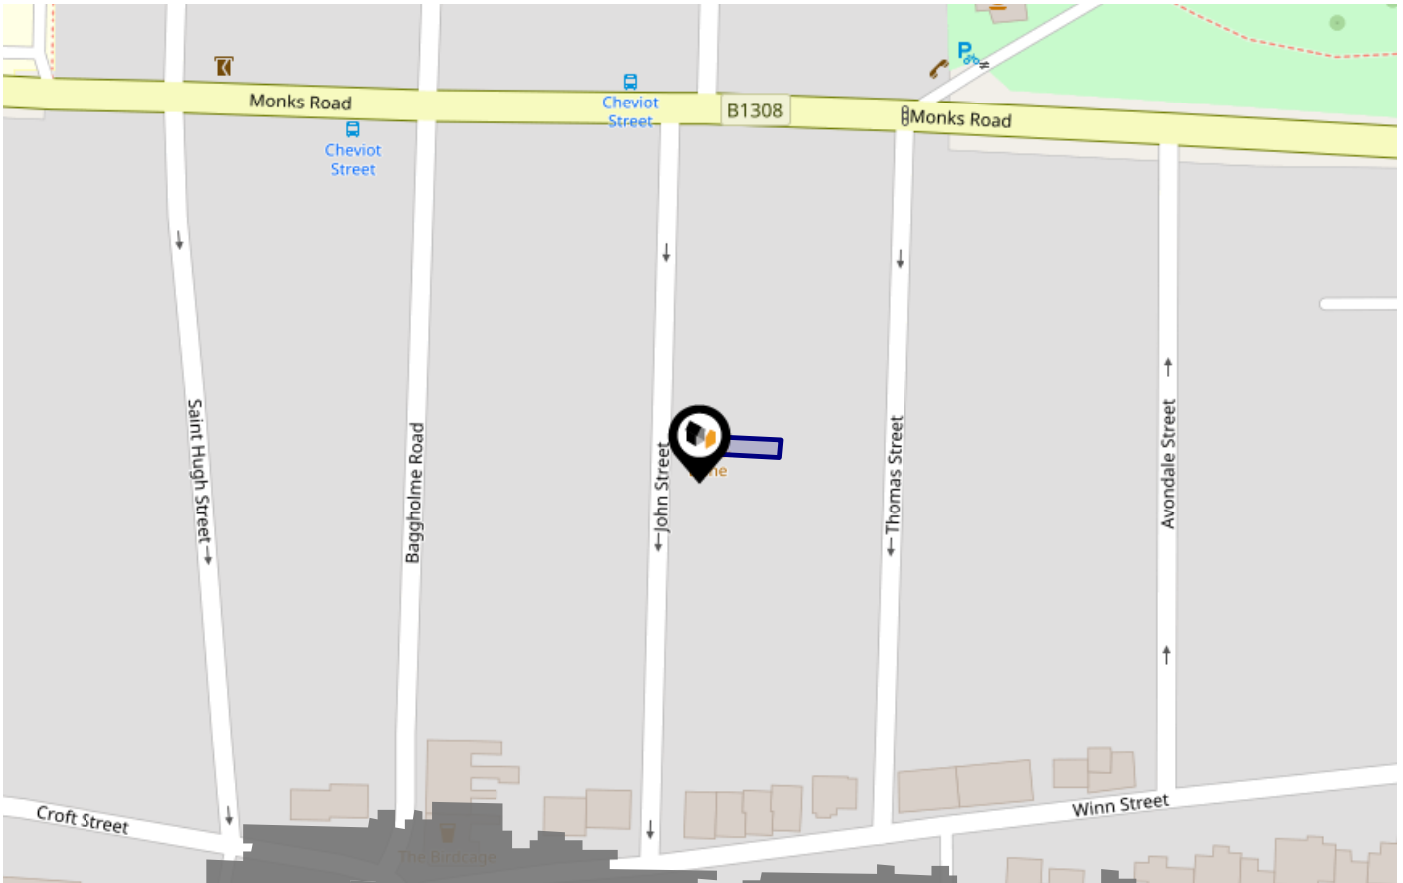 Monks Road
Cheviot
Street
B1308
Monks Road
P
Cheviot
Street
Saint Hugh Street
Baggholme Road
John Street
Thomas Street
Avondale Street
Croft Street
Winn Street
The Birdcage